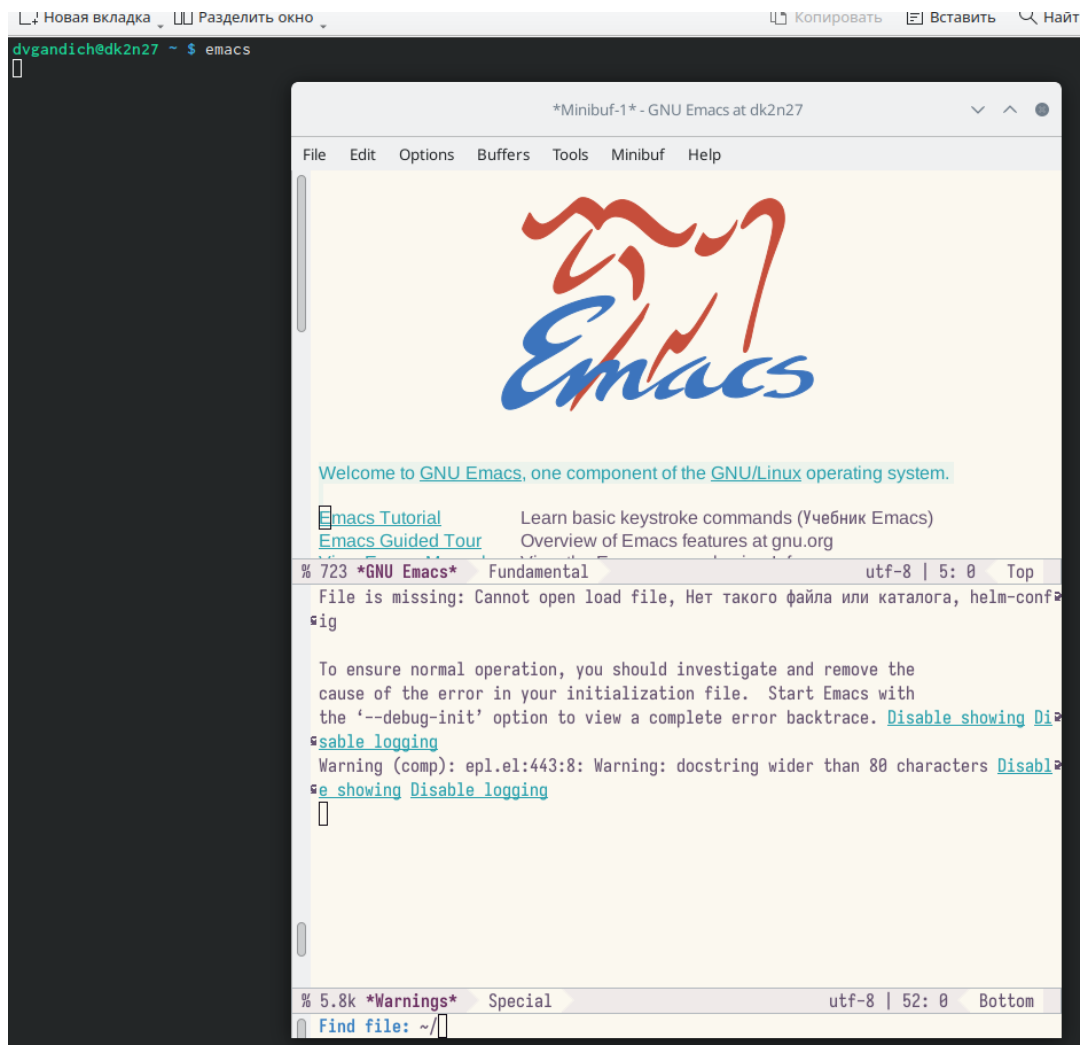 Новая вкладка Разделить окно Копировать Вставить Найт
dvgandich@dk2n27 ~ $ emacs
*Minibuf-1* - GNU Emacs at dk2n27
File Edit Options Buffers Tools Minibuf Help
Emacs
Welcome to GNU Emacs, one component of the GNU/Linux operating system.
Emacs Tutorial Learn basic keystroke commands (Учебник Emacs)
Emacs Guided Tour Overview of Emacs features at gnu.org
% 723 *GNU Emacs* Fundamental utf-8 | 5: 0 Top
File is missing: Cannot open load file, Нет такого файла или каталога, helm-conf
ig
To ensure normal operation, you should investigate and remove the
cause of the error in your initialization file.  Start Emacs with
the ‘--debug-init’ option to view a complete error backtrace. Disable showing Di
sable logging
Warning (comp): epl.el:443:8: Warning: docstring wider than 80 characters Disabl
e showing Disable logging
% 5.8k *Warnings* Special utf-8 | 52: 0 Bottom
Find file: ~/